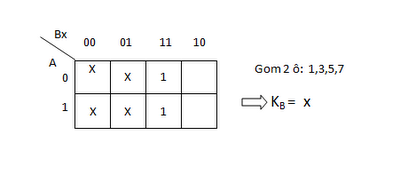 Bx
00 01 11 10
A
0 X X 1
1 X X 1
Gom 2 ô: 1,3,5,7
K_B = x